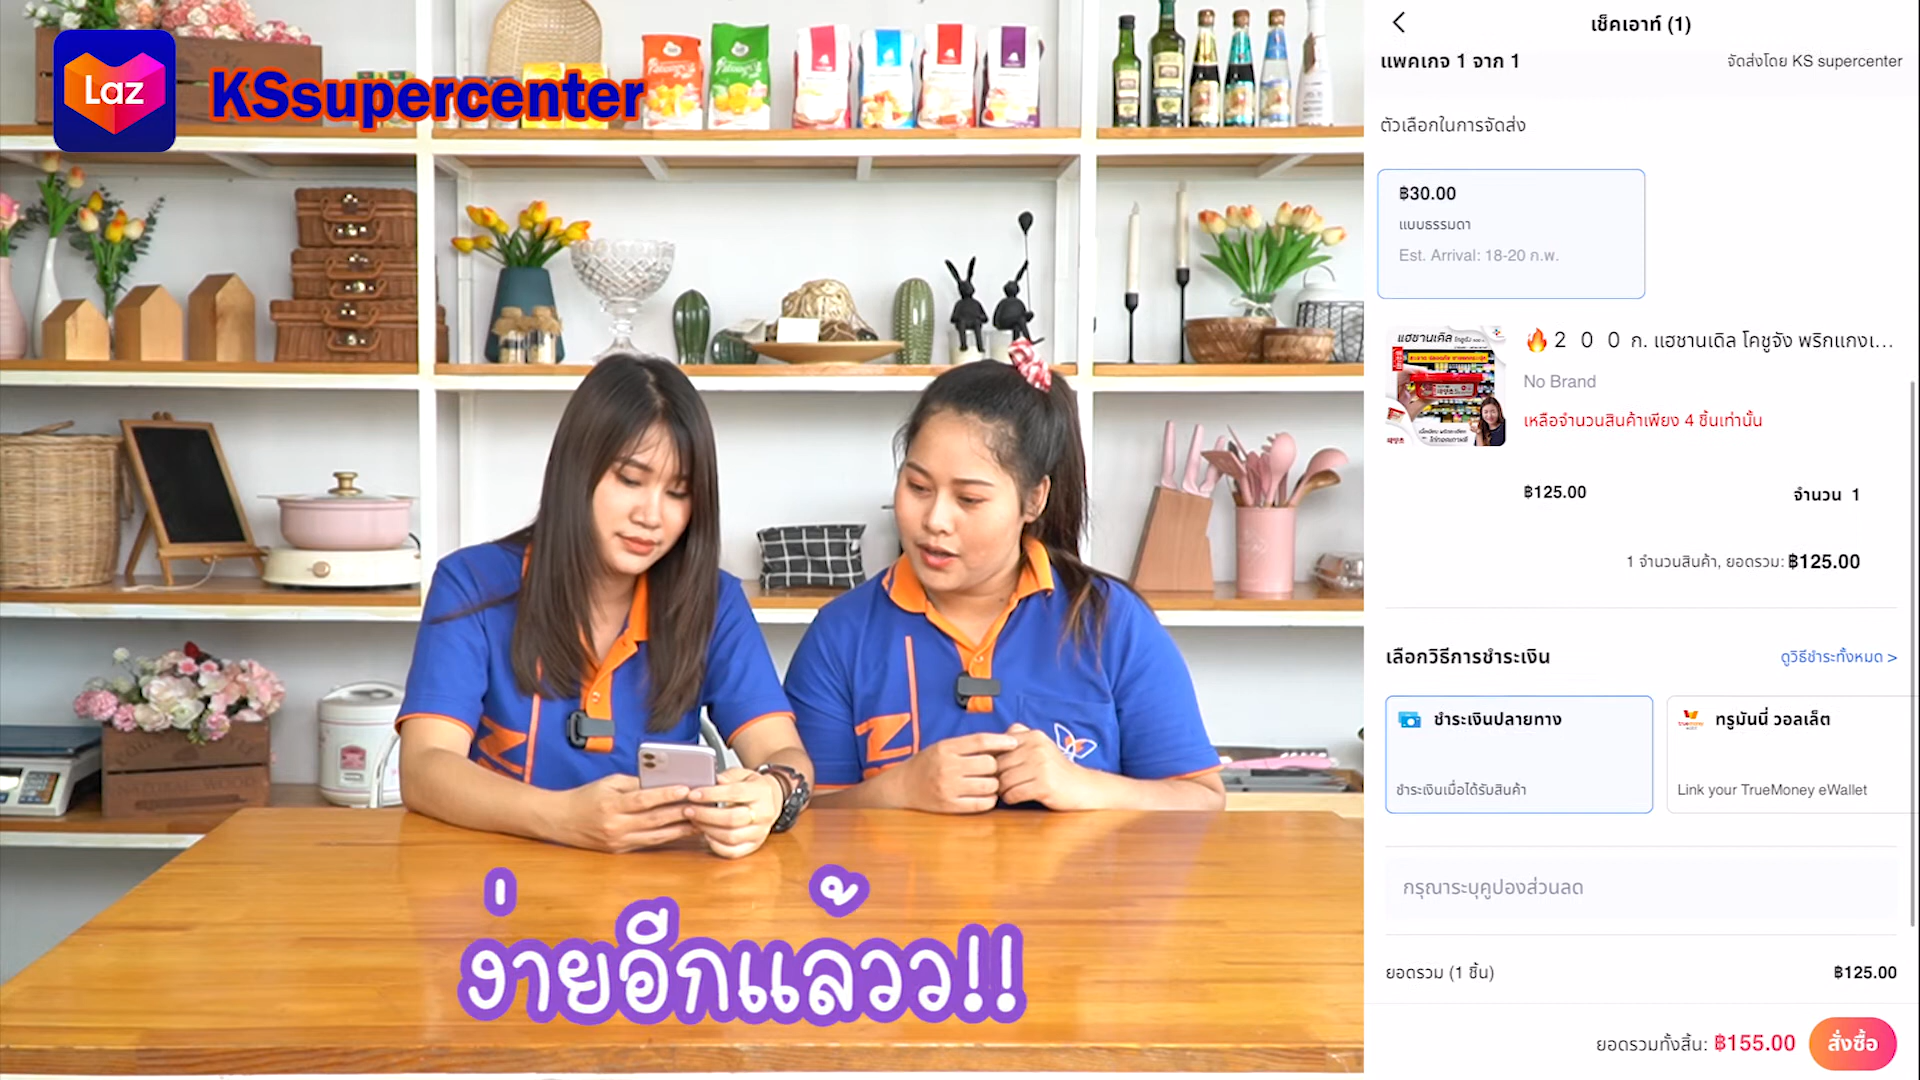 Laz
KSsupercenter
ง่ายอีกแล้วว!!
เช็คเอาท์ (1)
แพคเกจ 1 จาก 1
จัดส่งโดย KS supercenter
ตัวเลือกในการจัดส่ง
฿30.00
แบบธรรมดา
Est. Arrival: 18-20 ก.พ.
แฮชานเดิล
🔥2 0 0 ก. แฮชานเดิล โคชูจัง พริกแกงเ...
No Brand
เหลือจำนวนสินค้าเพียง 4 ชิ้นเท่านั้น
฿125.00
จำนวน 1
1 จำนวนสินค้า, ยอดรวม: ฿125.00
เลือกวิธีการชำระเงิน
ดูวิธีชำระทั้งหมด >
ชำระเงินปลายทาง
ชำระเงินเมื่อได้รับสินค้า
ทรูมันนี่ วอลเล็ต
Link your TrueMoney eWallet
กรุณาระบุคูปองส่วนลด
ยอดรวม (1 ชิ้น)
฿125.00
ยอดรวมทั้งสิ้น: ฿155.00
สั่งซื้อ